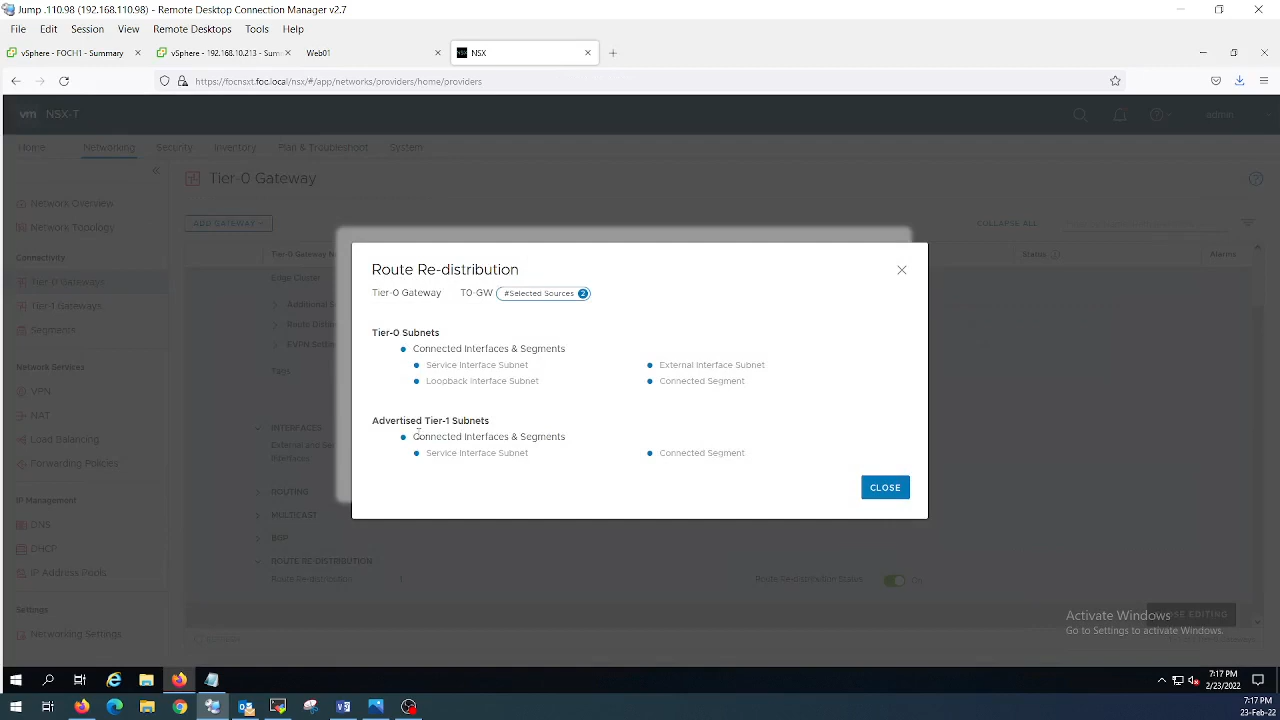 Jump .110.98 (192.168.110.98) - Remote Desktop Connection Manager v2.7
File Edit Session View Remote Desktops Tools Help
vSphere - FOCH1 - Summary
vSphere - 192.168.10.213 - Sum
Web01
NSX
https://focnsxt.foc.local/nsx/#/app/networks/providers/home/providers
vm NSX-T
admin
Home Networking Security Inventory Plan & Troubleshoot System
Tier-0 Gateway
Network Overview
Network Topology
Connectivity
Tier-0 Gateways
Tier-1 Gateways
Segments
Network Services
VPN
NAT
Load Balancing
Forwarding Policies
IP Management
DNS
DHCP
IP Address Pools
Settings
Networking Settings
ADD GATEWAY
COLLAPSE ALL
Tier-0 Gateway N
Status
Alarms
Edge Cluster
Additional S
Route Distin
EVPN Settin
Tags
INTERFACES
External and Ser
Interfaces
ROUTING
MULTICAST
BGP
ROUTE RE-DISTRIBUTION
Route Re-distribution 1
Route Re-distribution Status
On
Route Re-distribution
Tier-0 Gateway T0-GW #Selected Sources 2
Tier-0 Subnets
Connected Interfaces & Segments
Service Interface Subnet External Interface Subnet
Loopback Interface Subnet Connected Segment
Advertised Tier-1 Subnets
Connected Interfaces & Segments
Service Interface Subnet Connected Segment
CLOSE
CLOSE EDITING
Activate Windows
Go to Settings to activate Windows.
7:17 PM
2/23/2022
7:17 PM
23-Feb-22